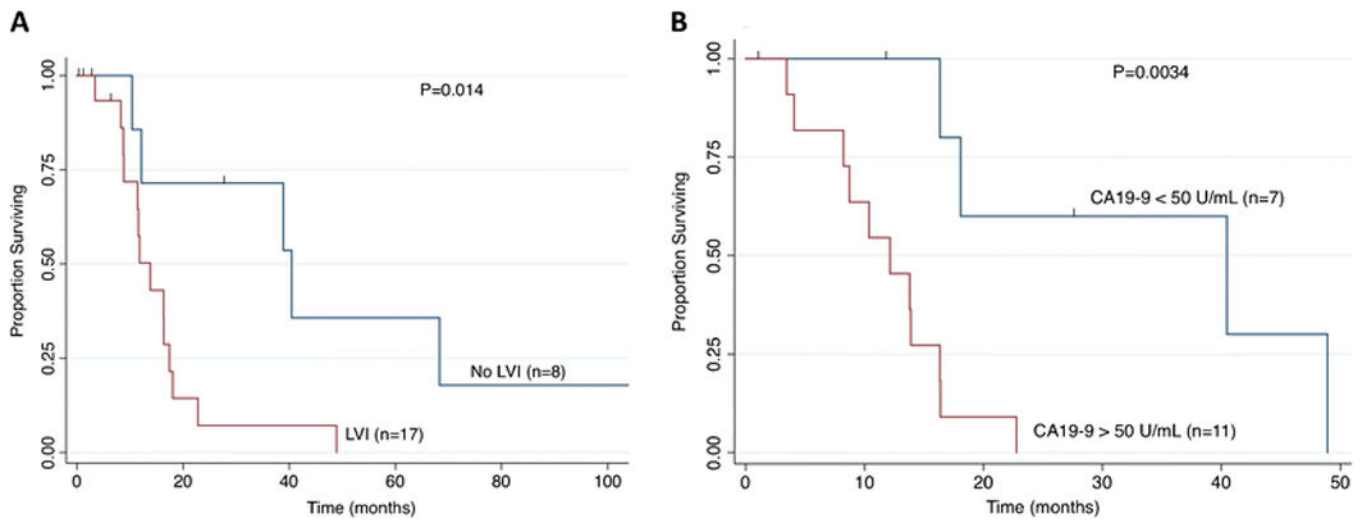 A
P=0.014
Proportion Surviving
1.00
0.75
0.50
0.25
0.00
No LVI (n=8)
LVI (n=17)
0 20 40 60 80 100
Time (months)
B
P=0.0034
Proportion Surviving
1.00
0.75
0.50
0.25
0.00
CA19-9 < 50 U/mL (n=7)
CA19-9 > 50 U/mL (n=11)
0 10 20 30 40 50
Time (months)